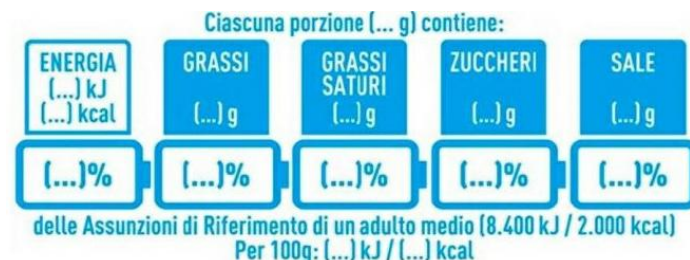 Ciascuna porzione (... g) contiene:
ENERGIA
(...) kJ
(...) kcal
GRASSI
(...) g
GRASSI
SATURI
(...) g
ZUCCHERI
(...) g
SALE
(...) g
(...)% (...)% (...)% (...)% (...)%
delle Assunzioni di Riferimento di un adulto medio (8.400 kJ / 2.000 kcal)
Per 100g: (...) kJ / (...) kcal